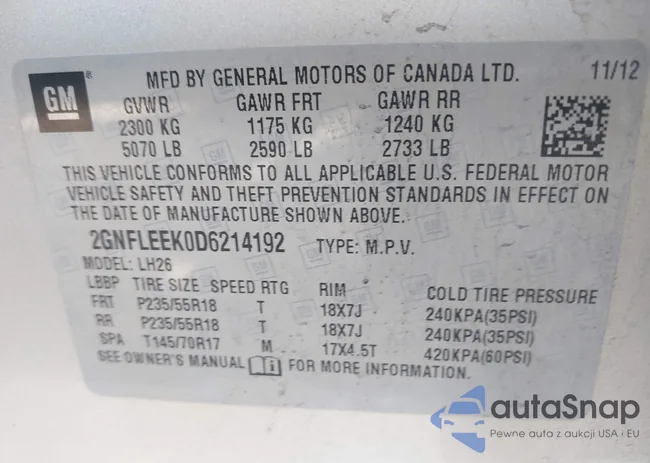 GM
®
MFD BY GENERAL MOTORS OF CANADA LTD. 11/12
GVWR GAWR FRT GAWR RR
2300 KG 1175 KG 1240 KG
5070 LB 2590 LB 2733 LB
THIS VEHICLE CONFORMS TO ALL APPLICABLE U.S. FEDERAL MOTOR
VEHICLE SAFETY AND THEFT PREVENTION STANDARDS IN EFFECT ON
THE DATE OF MANUFACTURE SHOWN ABOVE.
2GNFLEEK0D6214192 TYPE: M.P.V.
MODEL: LH26
LBBP TIRE SIZE SPEED RTG RIM COLD TIRE PRESSURE
FRT P235/55R18 T 18X7J 240KPA(35PSI)
RR P235/55R18 T 18X7J 240KPA(35PSI)
SPA T145/70R17 M 17X4.5T 420KPA(60PSI)
SEE OWNER'S MANUAL FOR MORE INFORMATION.
autaSnap
Pewne auta z aukcji USA i EU